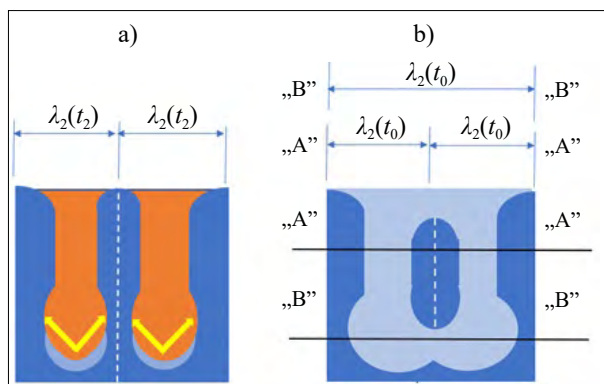 a)
λ₂(t₂) λ₂(t₂)
b)
„B” λ₂(t₀) „B”
„A” λ₂(t₀) λ₂(t₀) „A”
„A” „A”
„B” „B”